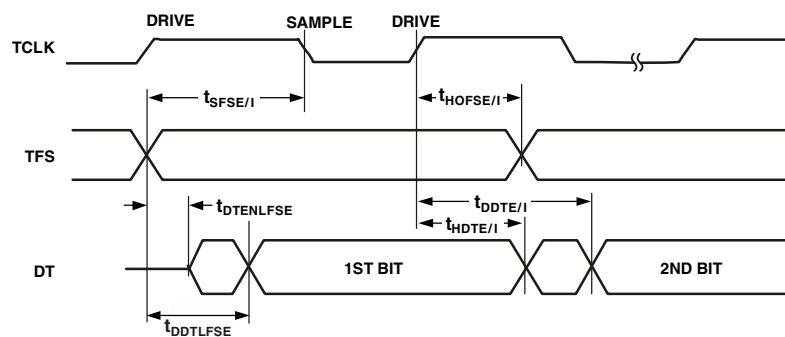 DRIVE SAMPLE DRIVE
TCLK
tSFSE/I tHOFSE/I
TFS
tDTENLFSE tDDTE/I
tHDTE/I
DT 1ST BIT 2ND BIT
tDDTLFSE